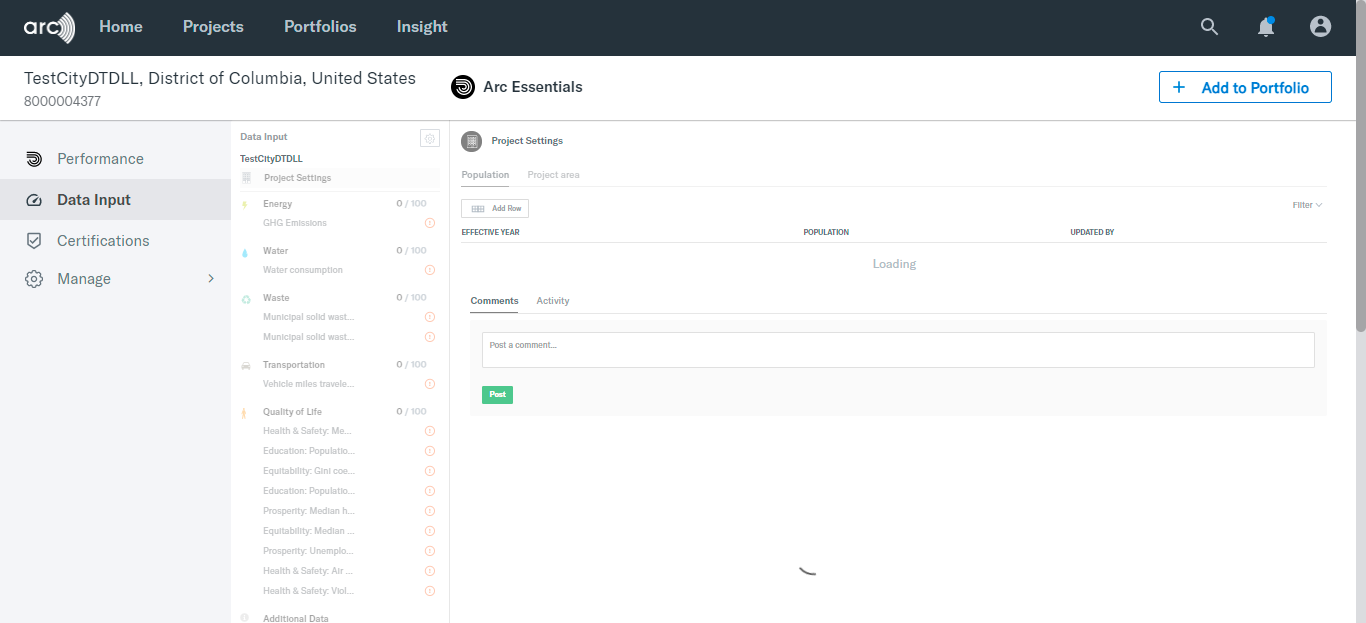 arc Home Projects Portfolios Insight
TestCityDTDLL, District of Columbia, United States
8000004377
Arc Essentials
+ Add to Portfolio
Performance
Data Input
Certifications
Manage
Data Input
TestCityDTDLL
Project Settings
Energy 0 / 100
GHG Emissions
Water 0 / 100
Water consumption
Waste 0 / 100
Municipal solid wast...
Municipal solid wast...
Transportation 0 / 100
Vehicle miles travele...
Quality of Life 0 / 100
Health & Safety: Me...
Education: Populatio...
Equitability: Gini coe...
Education: Populatio...
Prosperity: Median h...
Equitability: Median ...
Prosperity: Unemplo...
Health & Safety: Air ...
Health & Safety: Viol...
Additional Data
Project Settings
Population Project area
Add Row
Filter
EFFECTIVE YEAR POPULATION UPDATED BY
Loading
Comments Activity
Post a comment...
Post